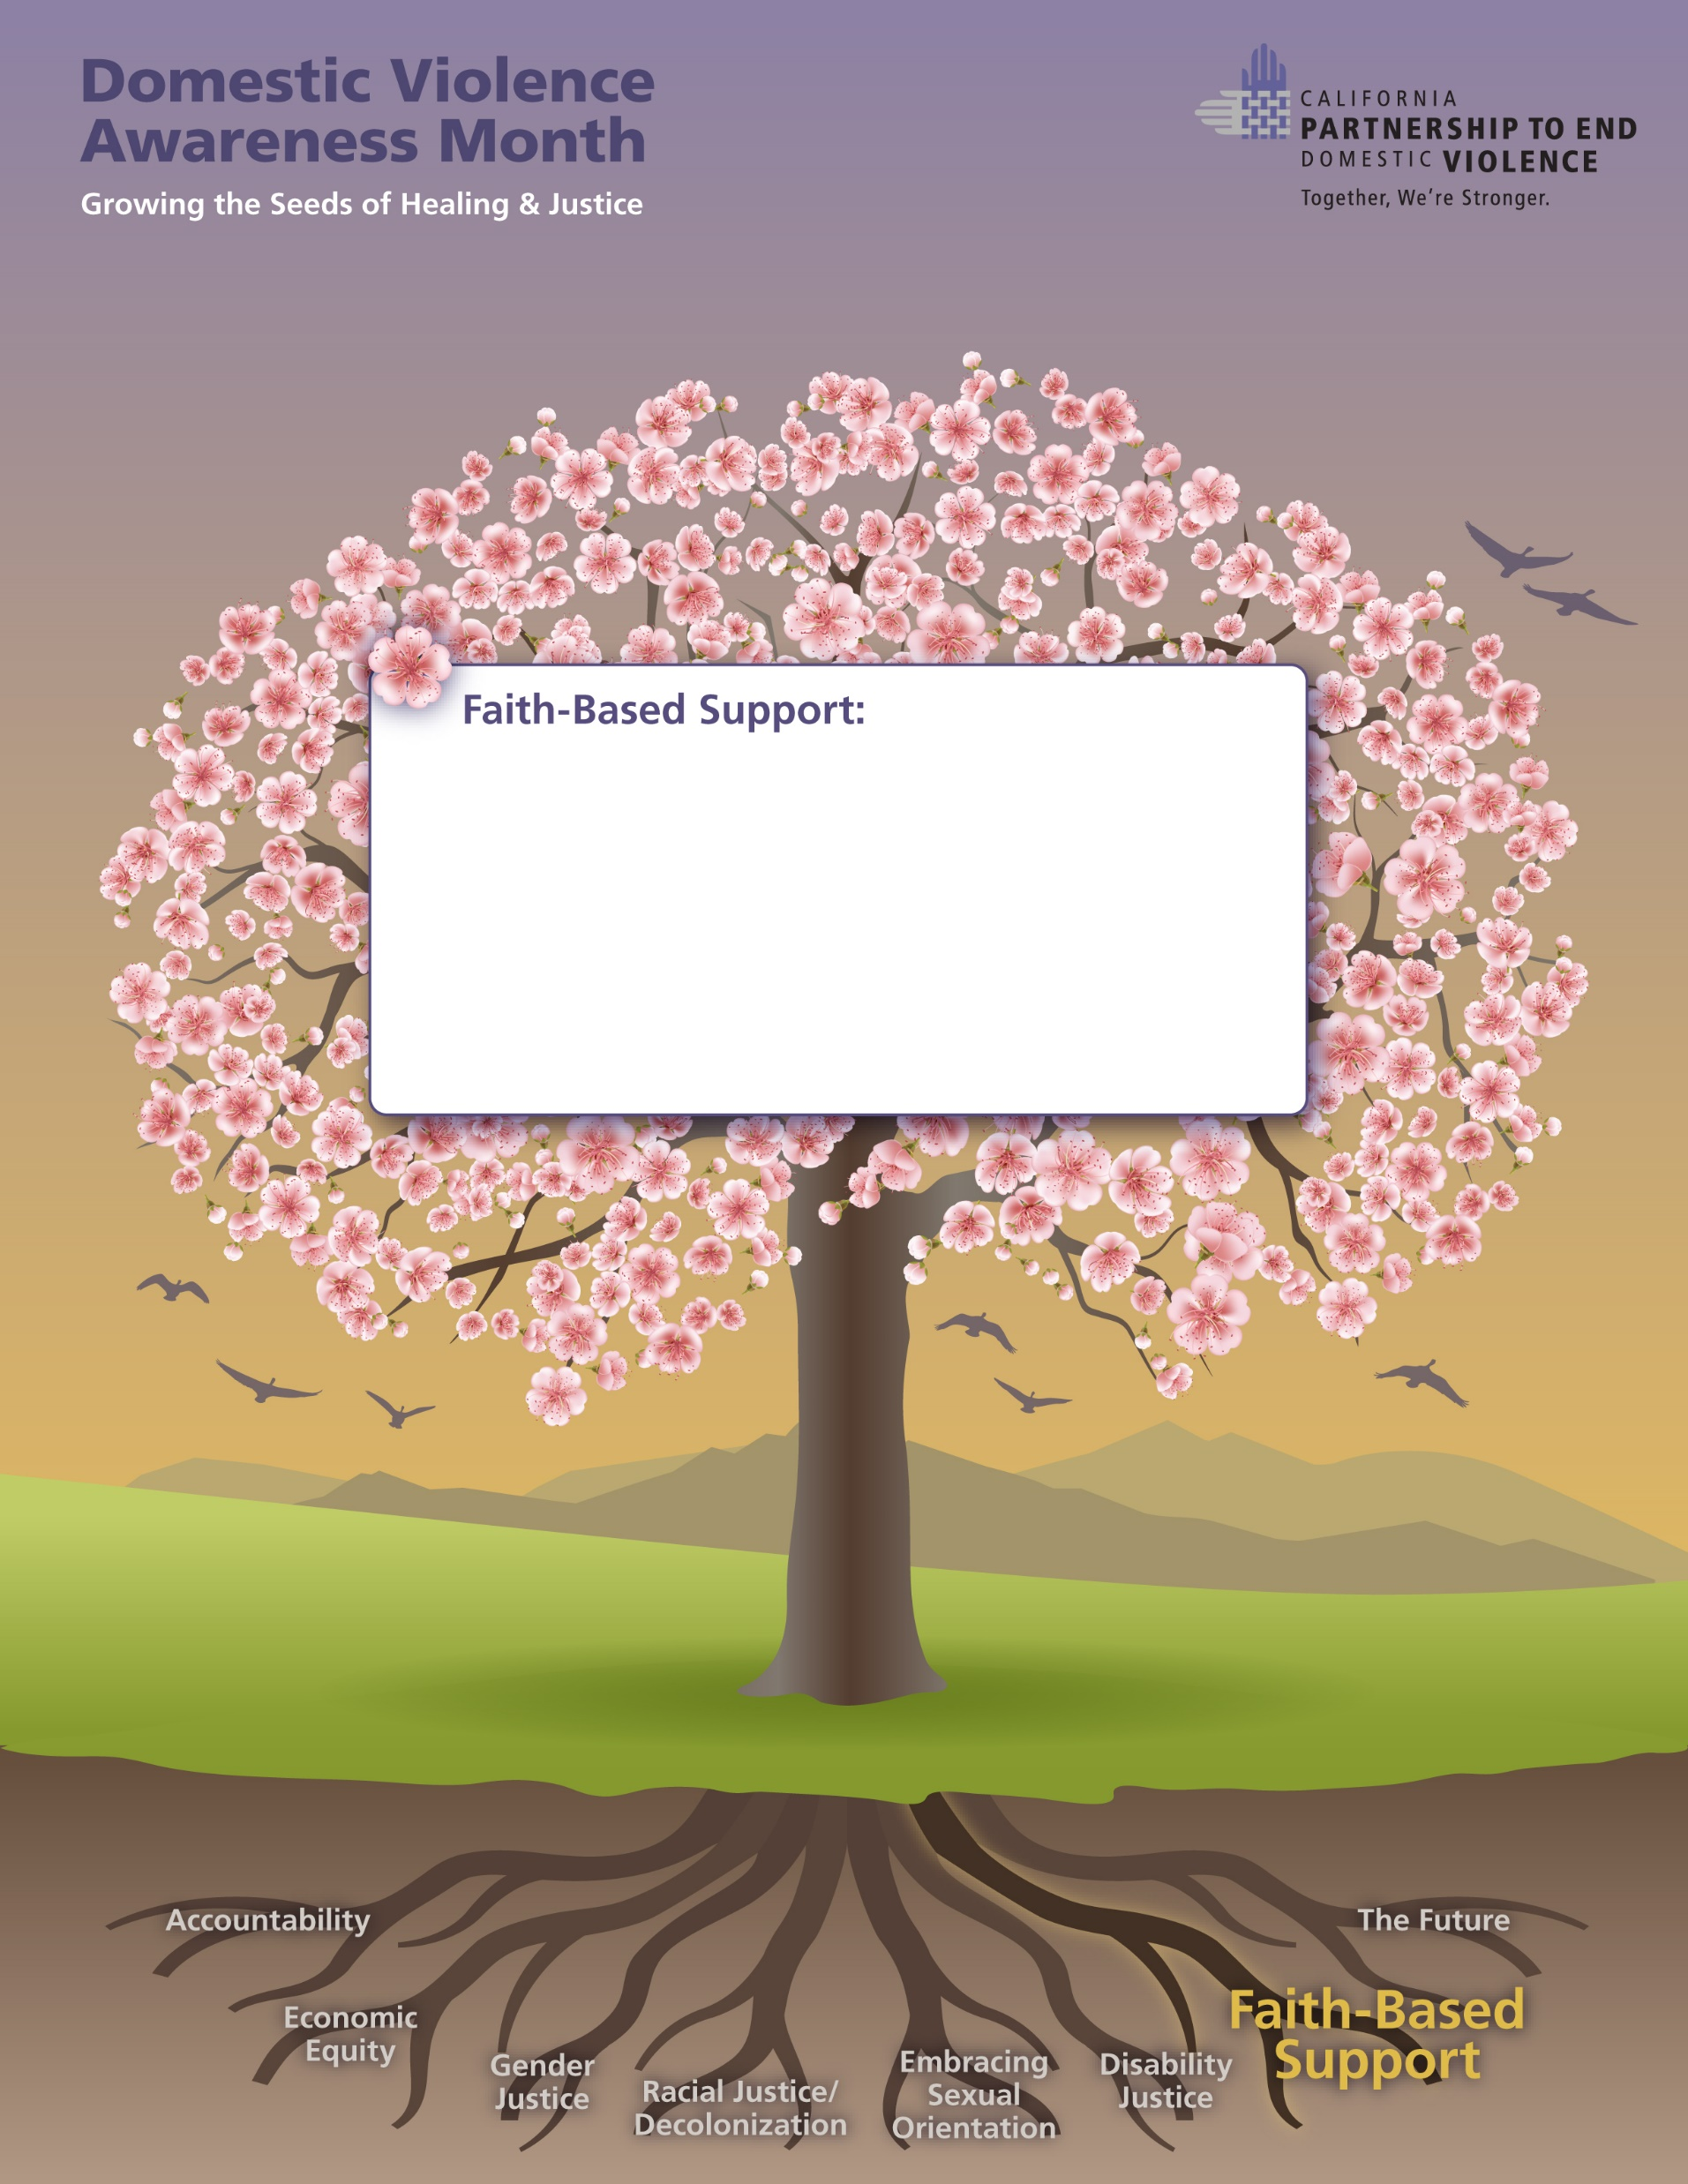 Domestic Violence
Awareness Month
Growing the Seeds of Healing & Justice
CALIFORNIA
PARTNERSHIP TO END
DOMESTIC VIOLENCE
Together, We're Stronger.
Faith-Based Support:
Accountability
Economic
Equity
Gender
Justice
Racial Justice/
Decolonization
Embracing
Sexual
Orientation
Disability
Justice
Faith-Based
Support
The Future